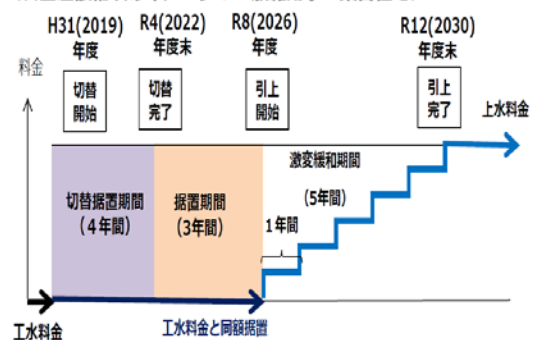 H31(2019)
年度
R4(2022)
年度末
R8(2026)
年度
R12(2030)
年度末
料金
切替
開始
切替
完了
引上
開始
引上
完了
上水料金
激変緩和期間
(5年間)
切替据置期間
(4年間)
据置期間
(3年間)
1年間
工水料金
工水料金と同額据置